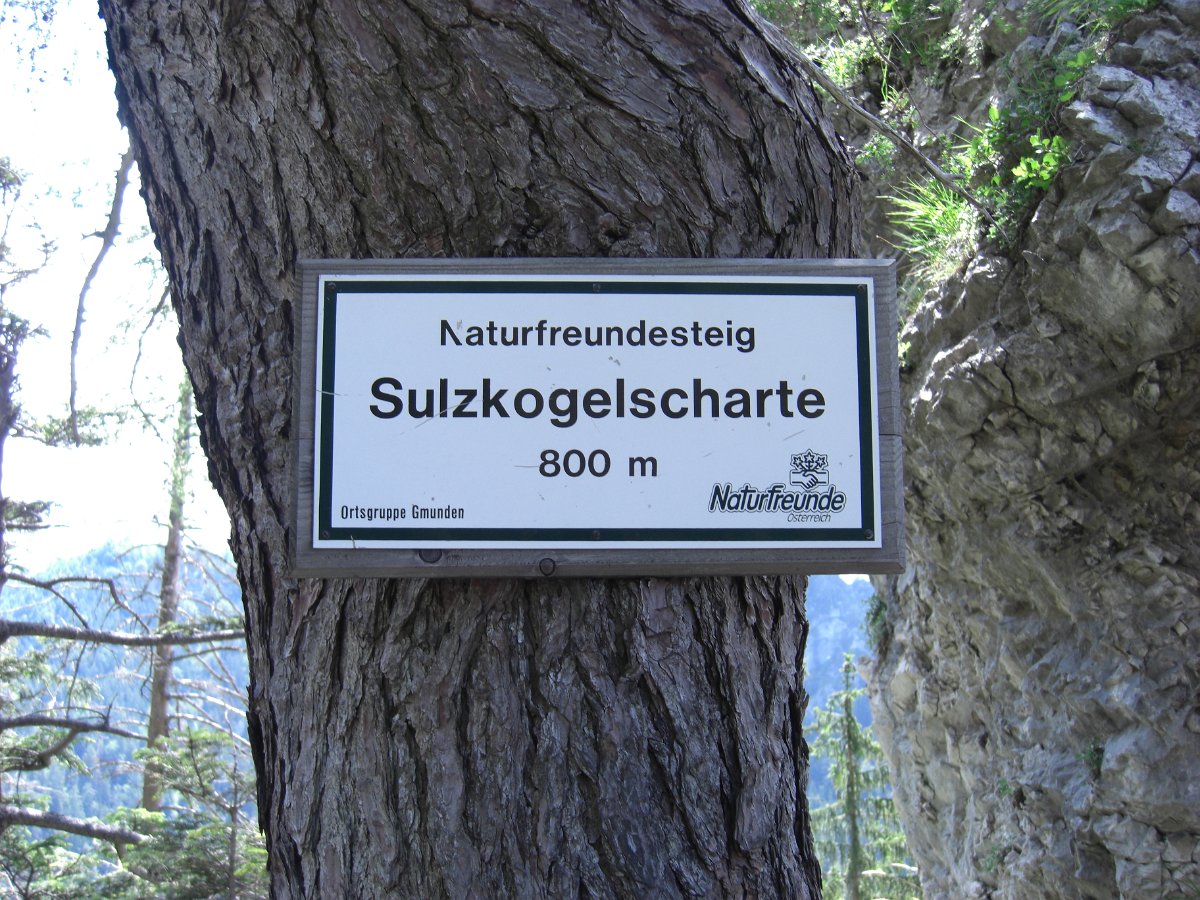 Naturfreundesteig
Sulzkogelscharte
800 m
Ortsgruppe Gmunden
Naturfreunde
Österreich